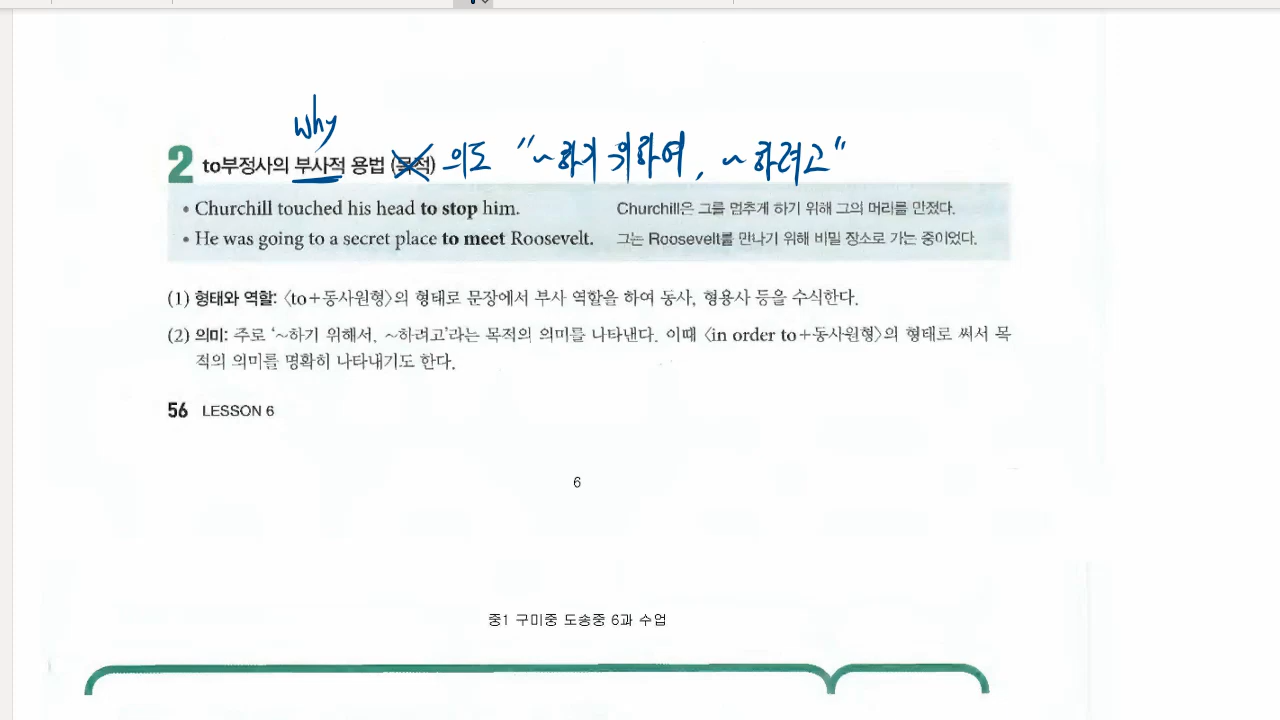 why
2 to부정사의 부사적 용법 (목적) 의도 "~하기 위하여, ~하려고"
• Churchill touched his head to stop him. Churchill은 그를 멈추게 하기 위해 그의 머리를 만졌다.
• He was going to a secret place to meet Roosevelt. 그는 Roosevelt를 만나기 위해 비밀 장소로 가는 중이었다.
(1) 형태와 역할: 〈to+동사원형〉의 형태로 문장에서 부사 역할을 하여 동사, 형용사 등을 수식한다.
(2) 의미: 주로 '~하기 위해서, ~하려고'라는 목적의 의미를 나타낸다. 이때 〈in order to+동사원형〉의 형태로 써서 목
적의 의미를 명확히 나타내기도 한다.
56 LESSON 6
6
중1 구미중 도송중 6과 수업